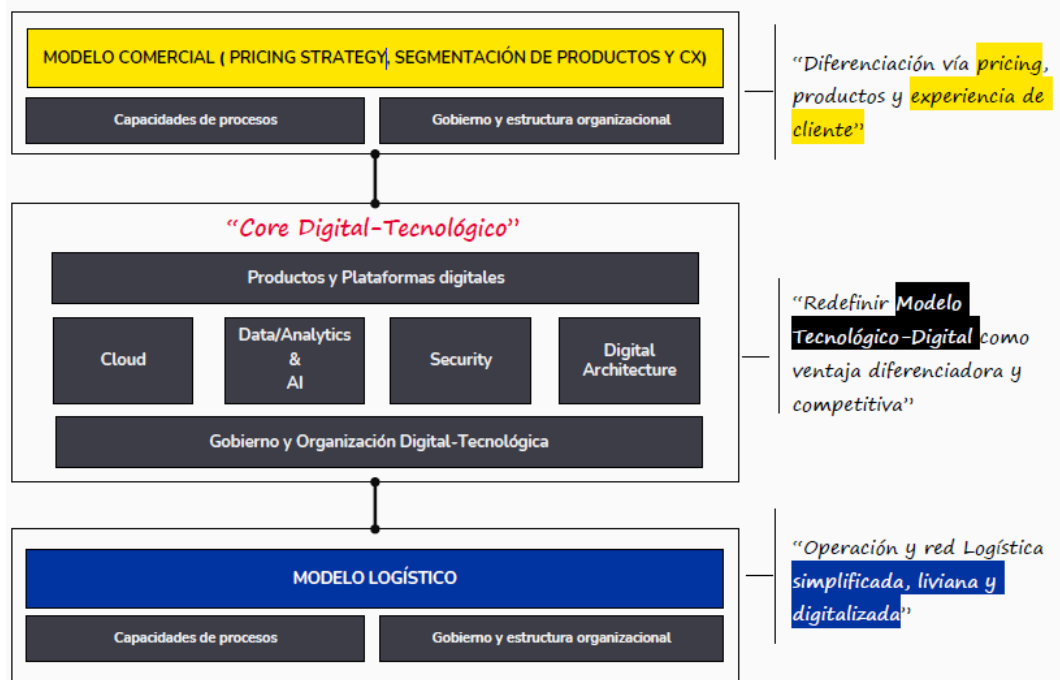 MODELO COMERCIAL ( PRICING STRATEGY, SEGMENTACIÓN DE PRODUCTOS Y CX)
Capacidades de procesos
Gobierno y estructura organizacional
“Diferenciación vía pricing,
productos y experiencia de
cliente”
“Core Digital-Tecnológico”
Productos y Plataformas digitales
Cloud
Data/Analytics
&
AI
Security
Digital
Architecture
Gobierno y Organización Digital-Tecnológica
“Redefinir Modelo
Tecnológico-Digital como
ventaja diferenciadora y
competitiva”
MODELO LOGÍSTICO
Capacidades de procesos
Gobierno y estructura organizacional
“Operación y red Logística
simplificada, liviana y
digitalizada”